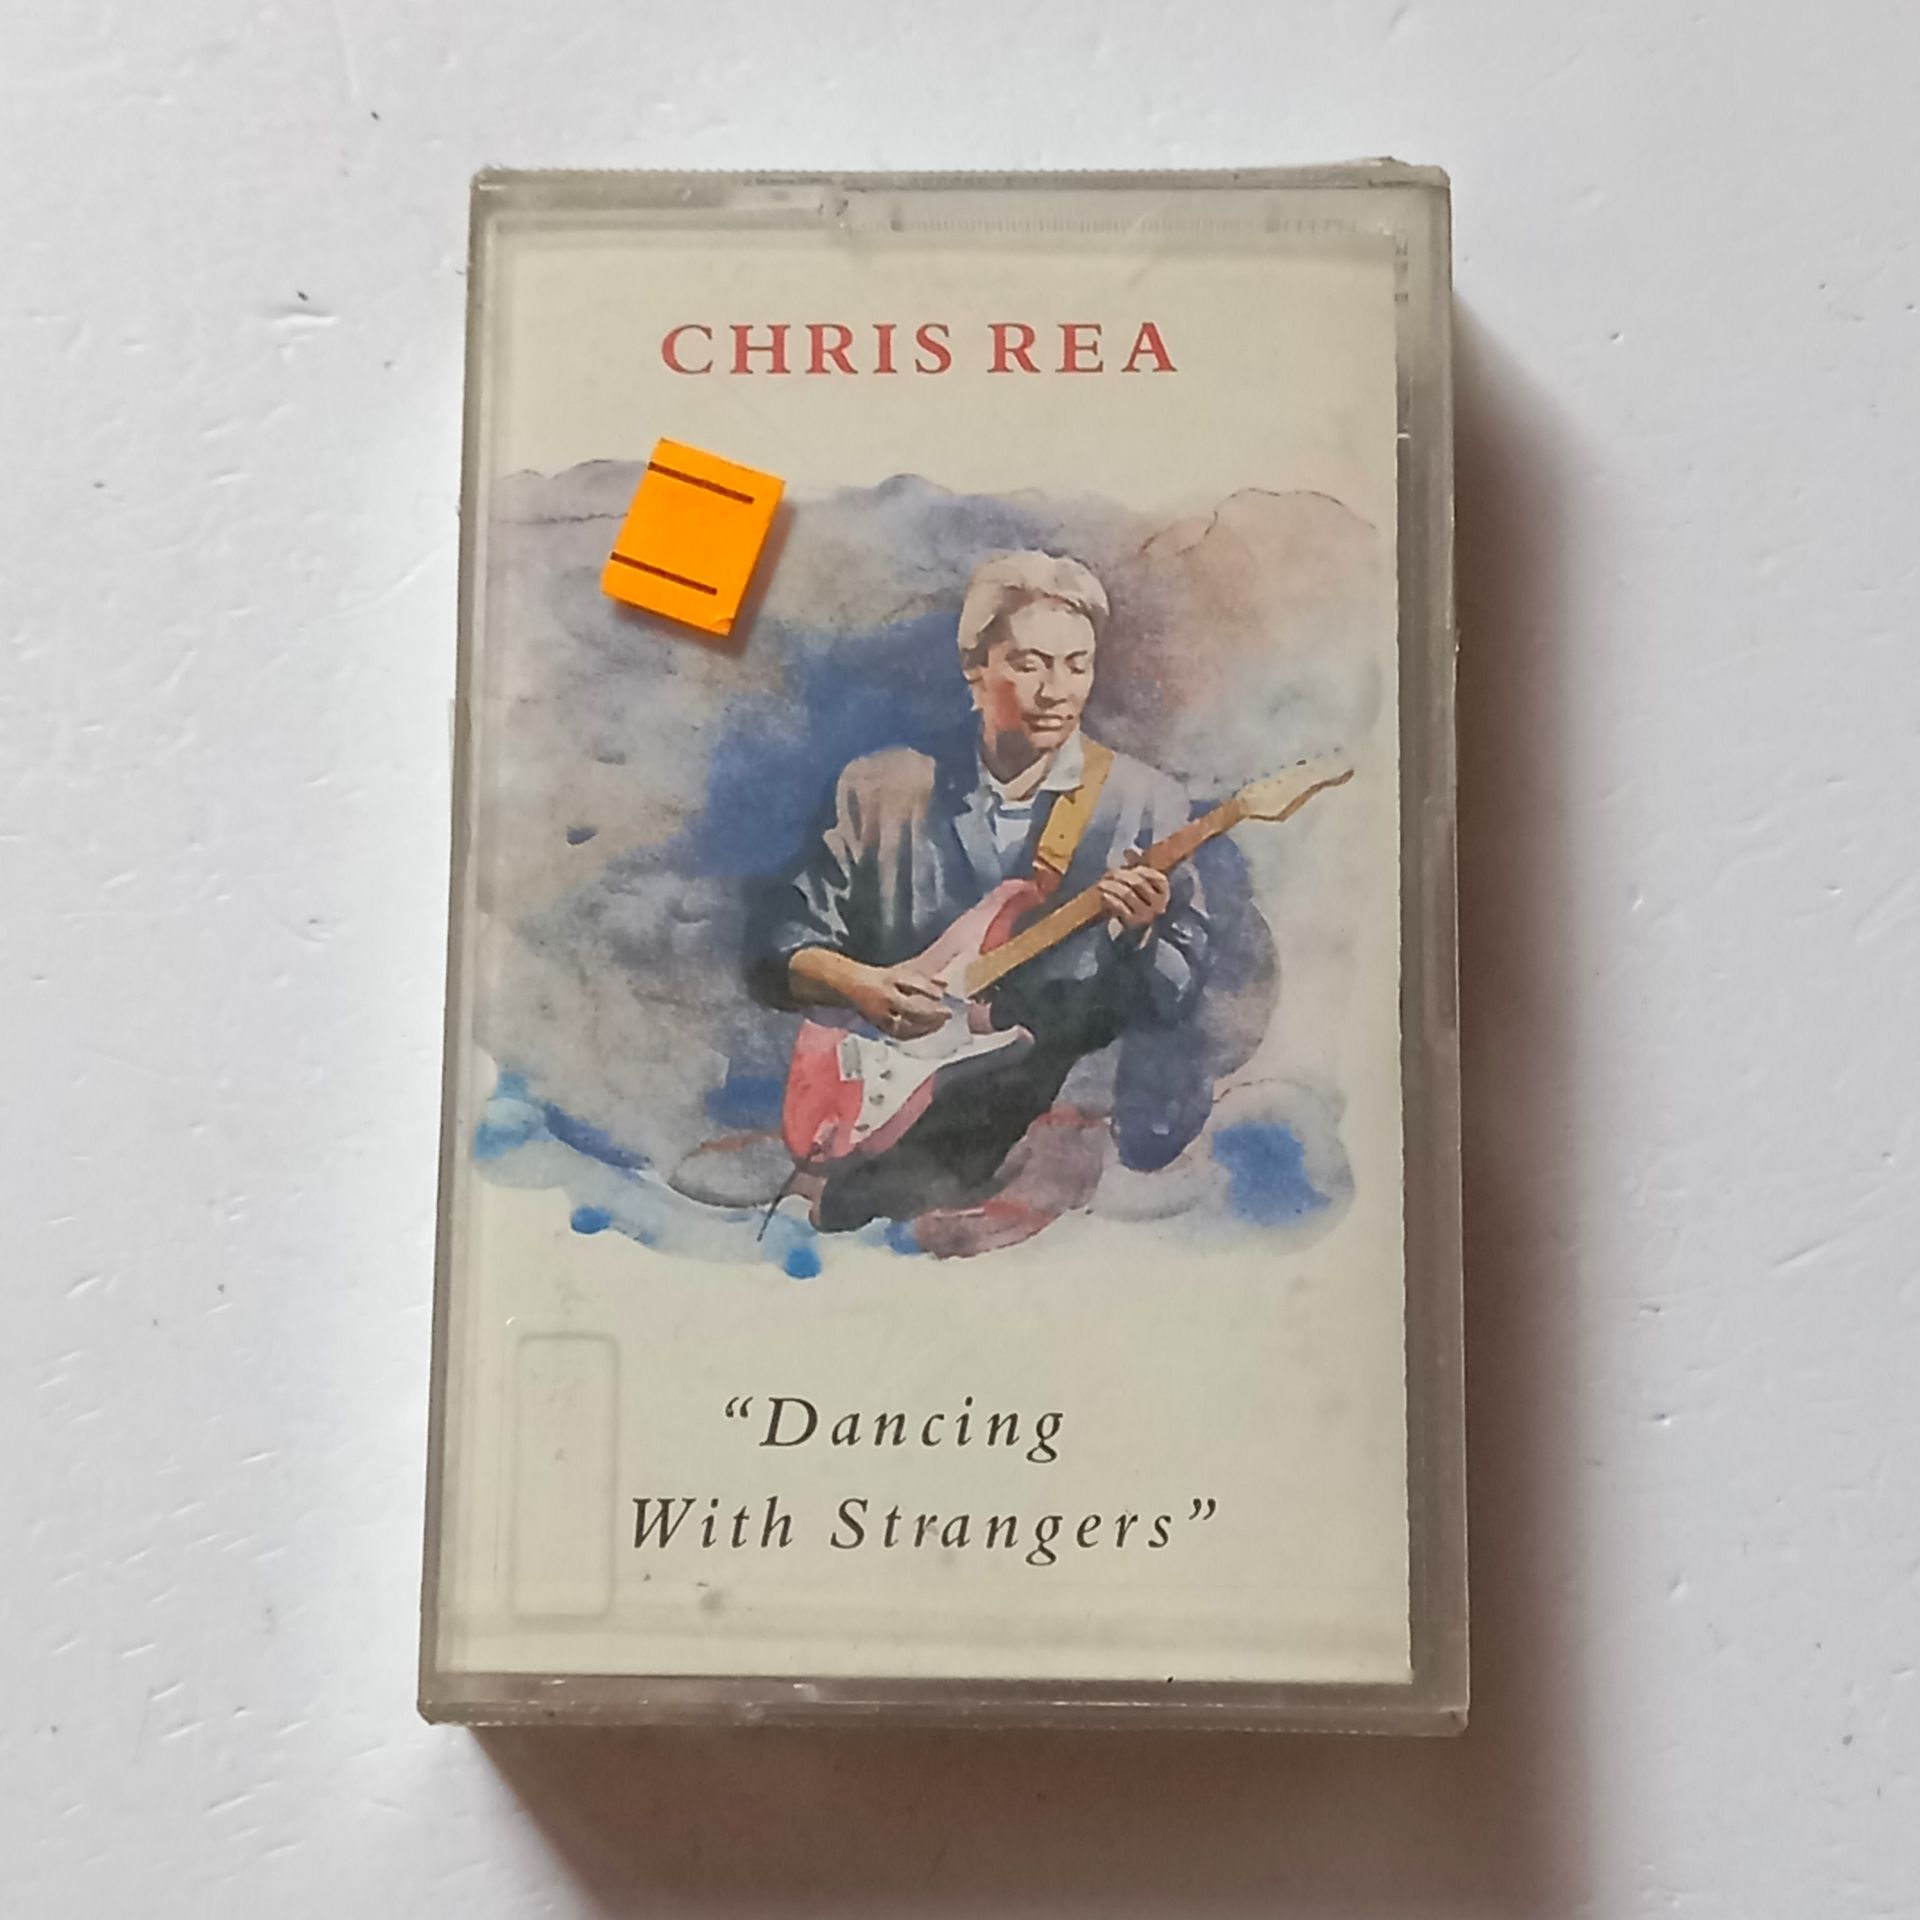 CHRIS REA
“Dancing
With Strangers”